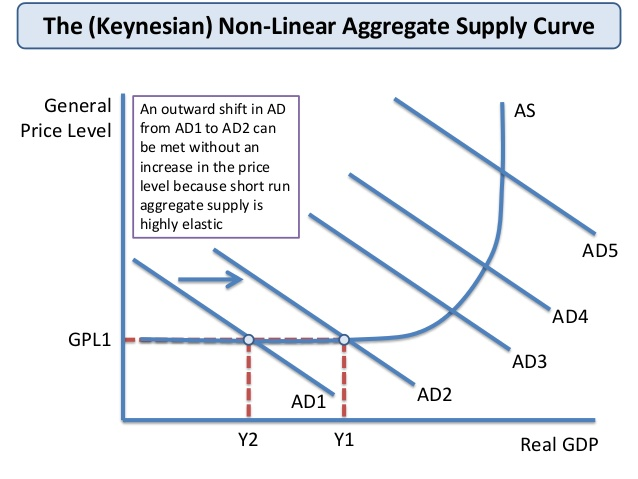 The (Keynesian) Non-Linear Aggregate Supply Curve
General
Price Level
An outward shift in AD
from AD1 to AD2 can
be met without an
increase in the price
level because short run
aggregate supply is
highly elastic
AS
AD5
AD4
AD3
GPL1
AD1
AD2
Y2
Y1
Real GDP